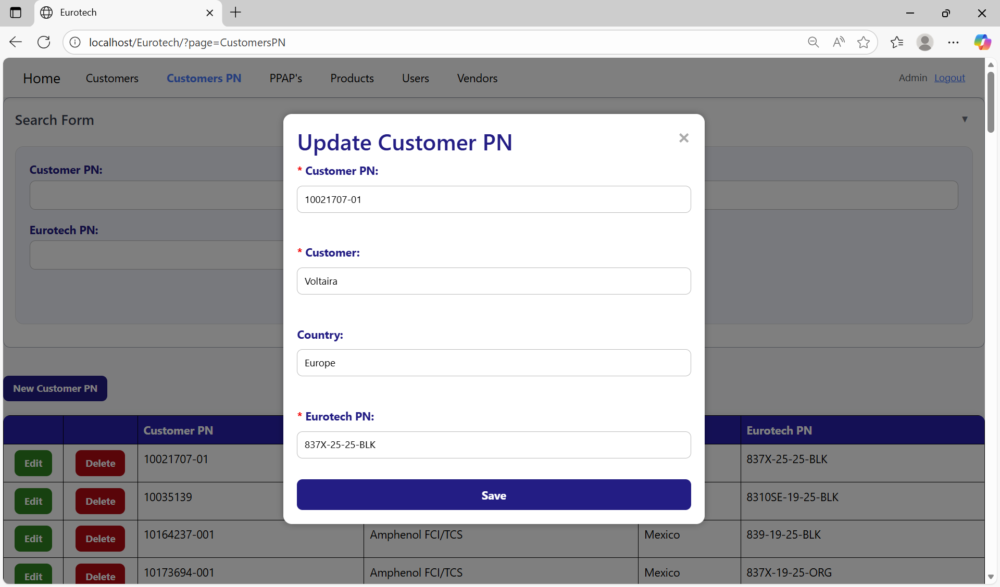 Eurotech
localhost/Eurotech/?page=CustomersPN
Home Customers Customers PN PPAP's Products Users Vendors Admin Logout
Search Form ▼
Customer PN:
Eurotech PN:
Update Customer PN ×
* Customer PN:
10021707-01
* Customer:
Voltaira
Country:
Europe
* Eurotech PN:
837X-25-25-BLK
Save
New Customer PN
Customer PN Eurotech PN
Edit Delete 10021707-01 837X-25-25-BLK
Edit Delete 10035139 8310SE-19-25-BLK
Edit Delete 10164237-001 Amphenol FCI/TCS Mexico 839-19-25-BLK
Edit Delete 10173694-001 Amphenol FCI/TCS Mexico 837X-19-25-ORG